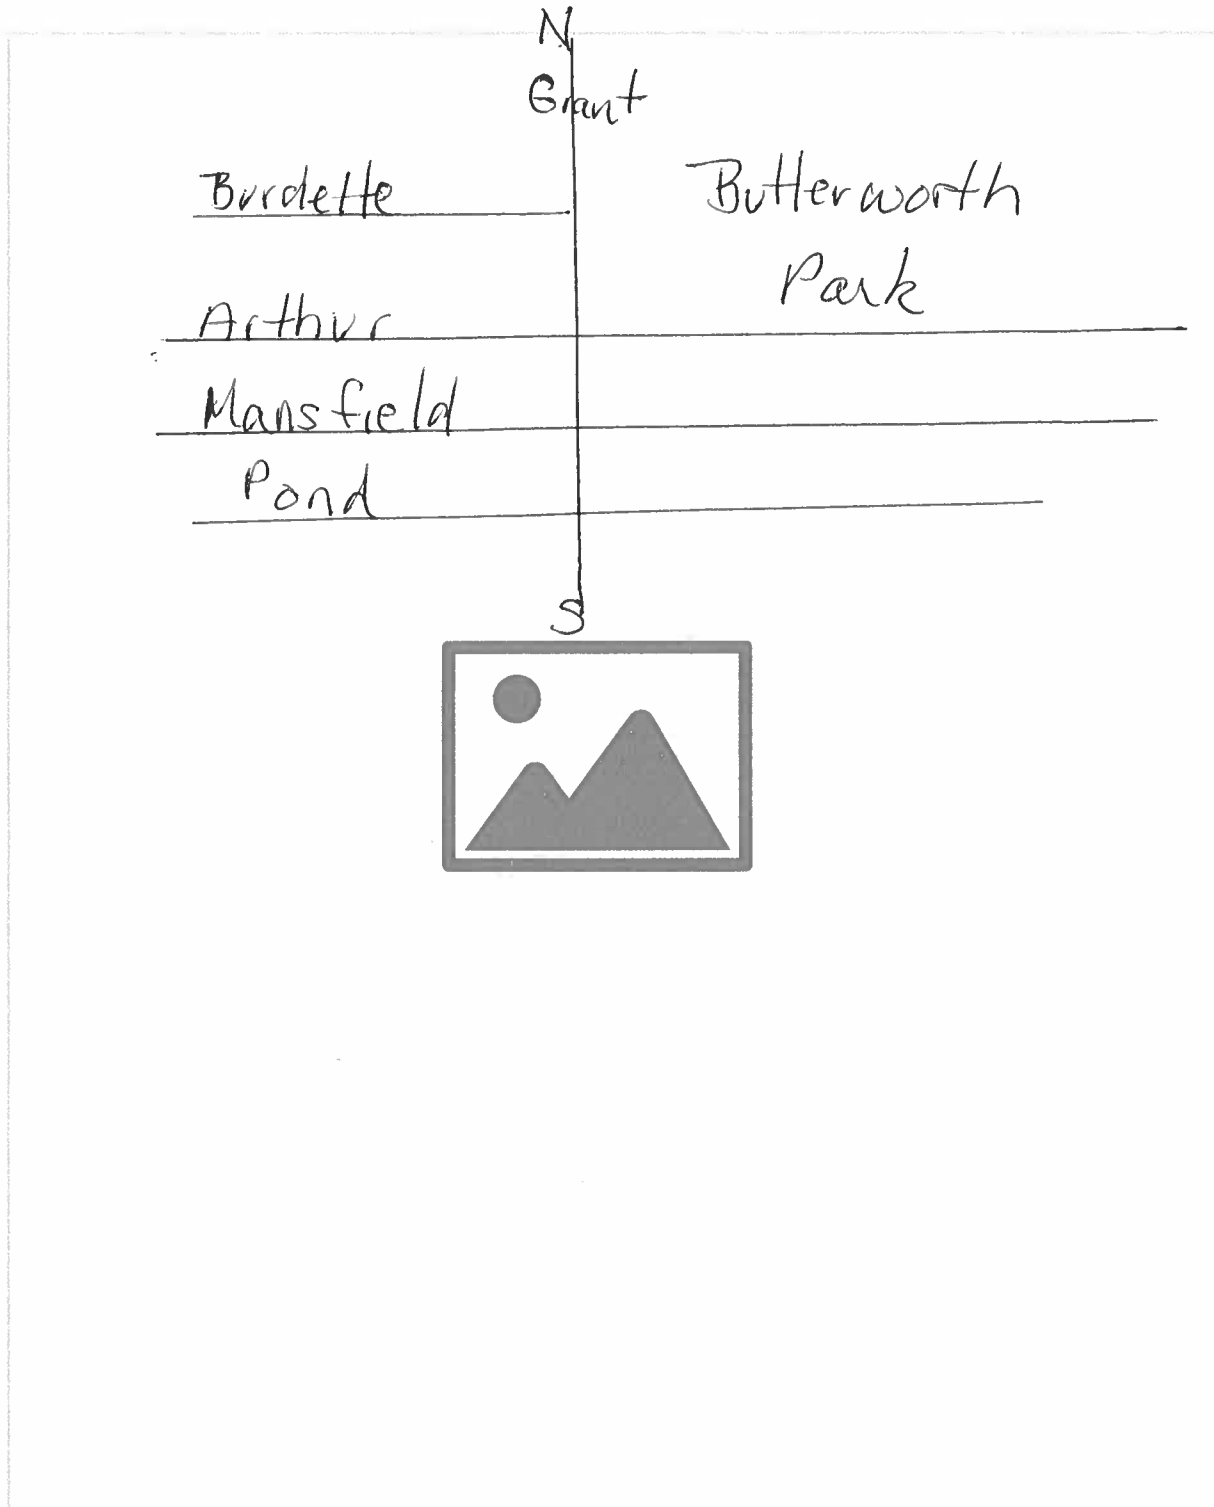 N
Grant
Burdette
Butterworth
Park
Arthur
Mansfield
Pond
S